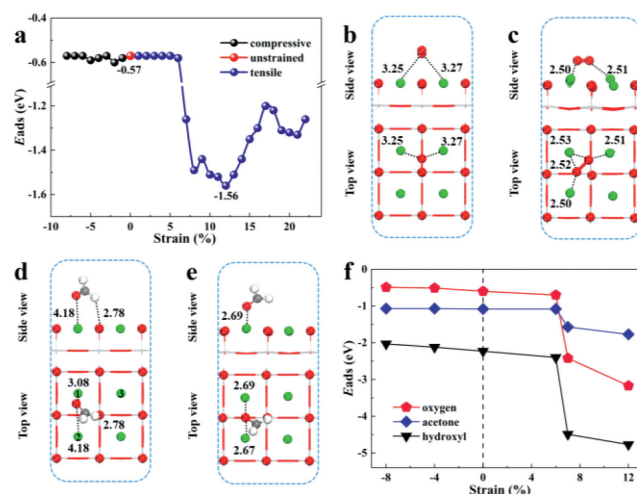 a
-0.4
-0.6
-1.2
-1.4
-1.6
Eads (eV)
compressive
unstrained
tensile
-0.57
-1.56
-10 -5 0 5 10 15 20
Strain (%)
b
Side view
3.25 3.27
Top view
3.25 3.27
c
Side view
2.50 2.51
Top view
2.53 2.51
2.52
2.50
d
Side view
4.18 2.78
Top view
3.08
1 3
2.78
2
4.18
e
Side view
2.69
Top view
2.69
2.67
f
0
-1
-2
-3
-4
-5
Eads (eV)
oxygen
acetone
hydroxyl
-8 -4 0 4 8 12
Strain (%)